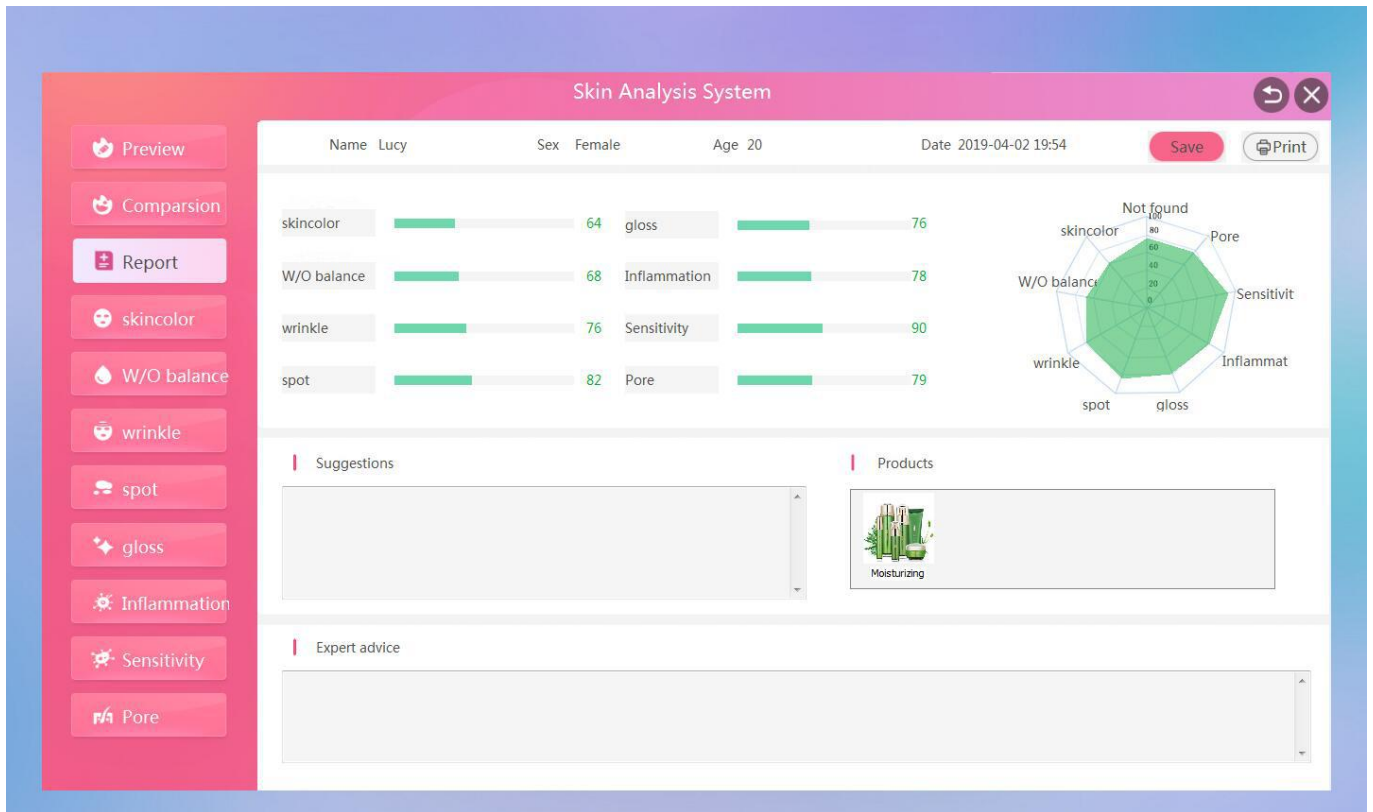 Skin Analysis System
Preview
Comparsion
Report
skincolor
W/O balance
wrinkle
spot
gloss
Inflammation
Sensitivity
Pore
Name Lucy Sex Female Age 20 Date 2019-04-02 19:54 Save Print
skincolor 64 gloss 76
W/O balance 68 Inflammation 78
wrinkle 76 Sensitivity 90
spot 82 Pore 79
Not found
100
80
60
40
20
0
skincolor
Pore
W/O balance
Sensitivit
wrinkle
Inflammat
spot
gloss
Suggestions
Products
Moisturizing
Expert advice